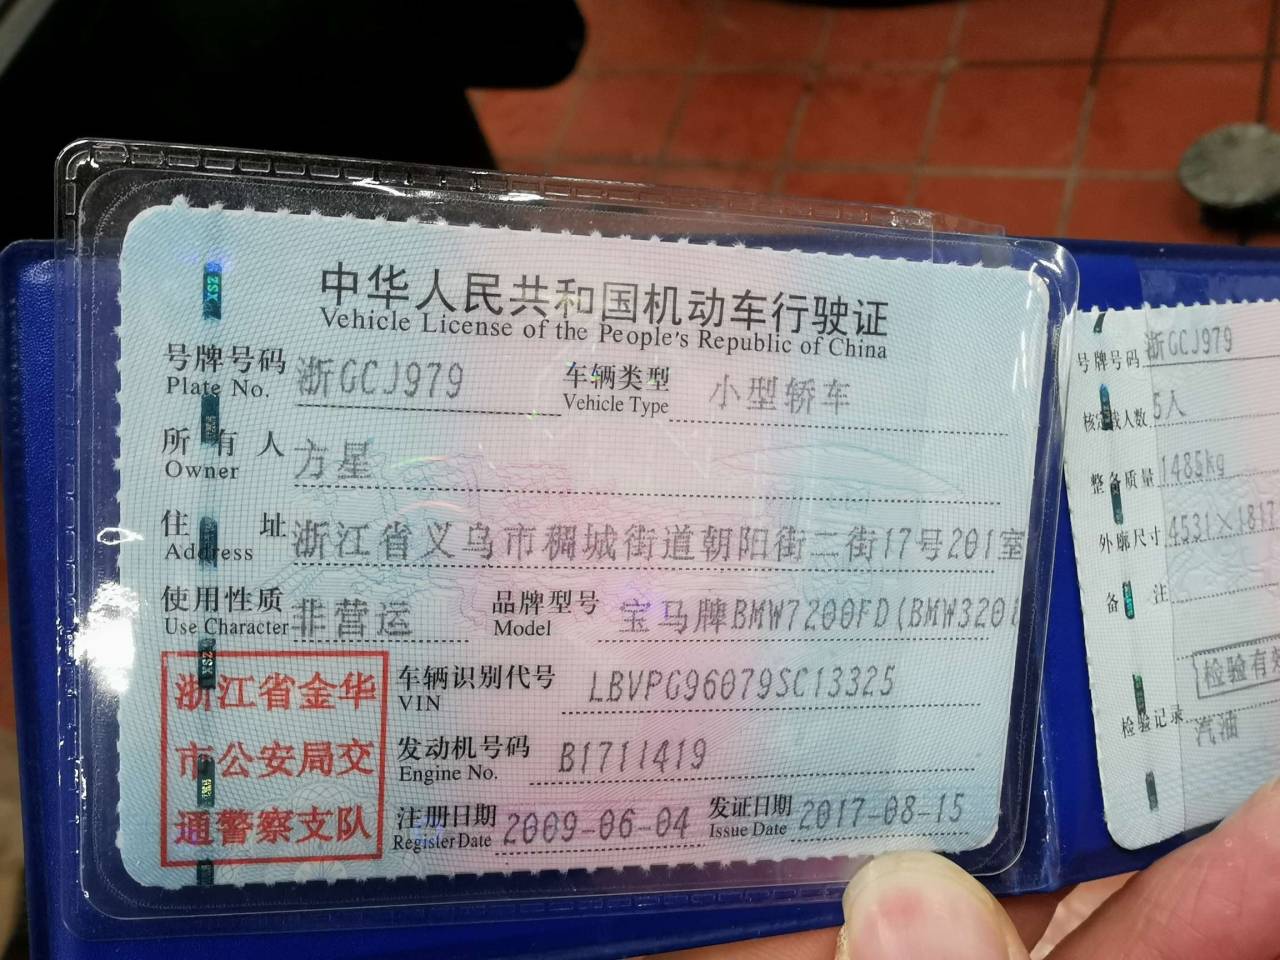 中华人民共和国机动车行驶证
Vehicle License of the People's Republic of China
号牌号码 浙GCJ979 车辆类型 小型轿车
Plate No. Vehicle Type
所有人 方星
Owner
住址 浙江省义乌市稠城街道朝阳街二街17号201室
Address
使用性质 非营运 品牌型号 宝马牌BMW7200FD(BMW320i
Use Character Model
浙江省金华
市公安局交
通警察支队
车辆识别代号 LBVPG96079SC13325
VIN
发动机号码 B1711419
Engine No.
注册日期 2009-06-04 发证日期 2017-08-15
Register Date Issue Date
号牌号码 浙GCJ979
核定载人数 5人
整备质量 1485kg
外廓尺寸 4531×1817
备注
检验有效
检验记录
汽油